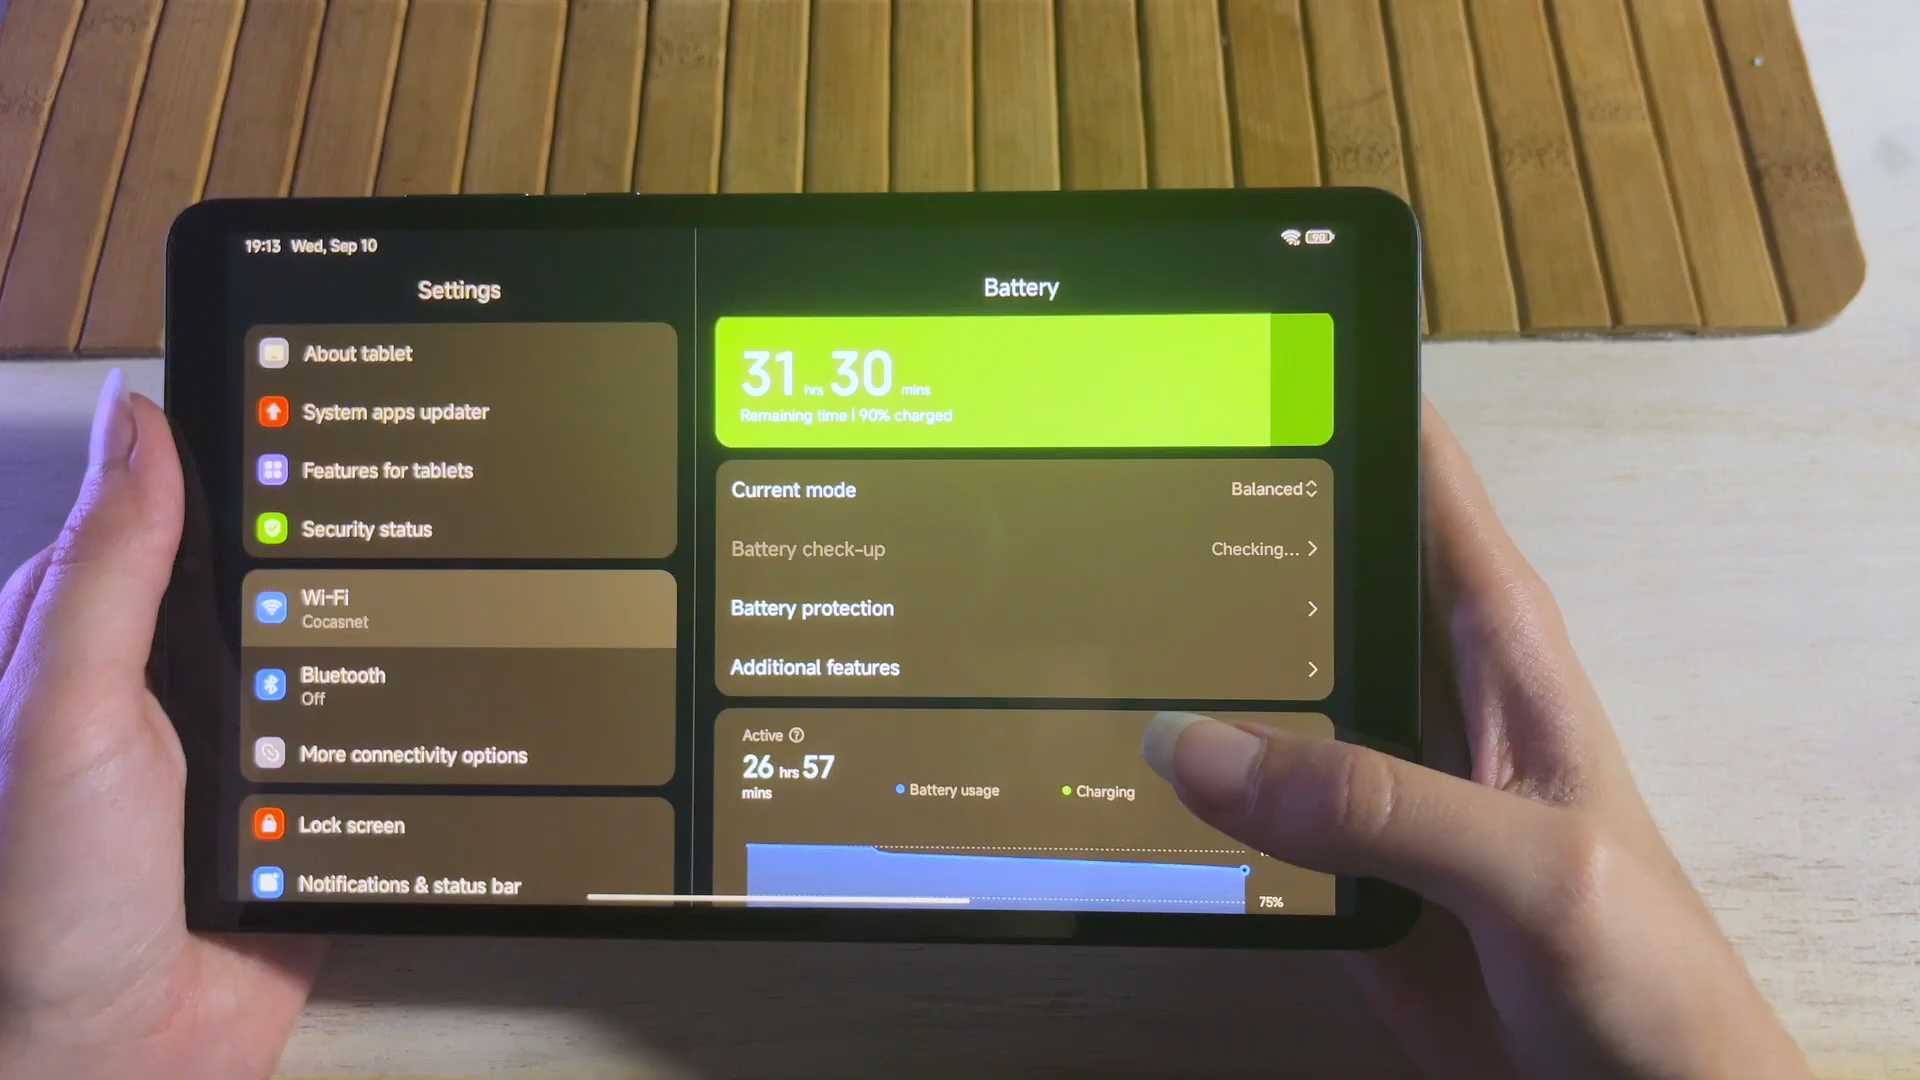 19:13 Wed, Sep 10
90
Settings
About tablet
System apps updater
Features for tablets
Security status
Wi-Fi
Cocasnet
Bluetooth
Off
More connectivity options
Lock screen
Notifications & status bar
Battery
31 hrs 30 mins
Remaining time | 90% charged
Current mode
Balanced
Battery check-up
Checking...
Battery protection
Additional features
Active
26 hrs 57
mins
Battery usage
Charging
75%